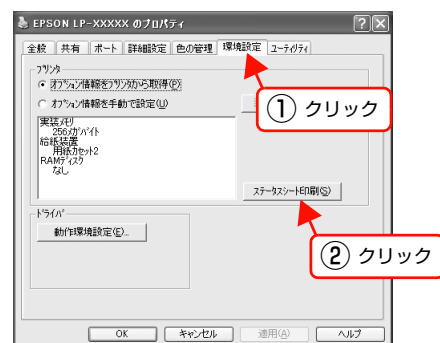 EPSON LP-XXXXX のプロパティ
全般 共有 ポート 詳細設定 色の管理 環境設定 ユーティリティ
プリンタ
オプション情報をプリンタから取得(P)
オプション情報を手動で設定(U)
① クリック
実装メモリ
256メガバイト
給紙装置
用紙カセット2
RAMディスク
なし
ステータスシート印刷(S)
ドライバ
動作環境設定(E)...
② クリック
OK キャンセル 適用(A) ヘルプ